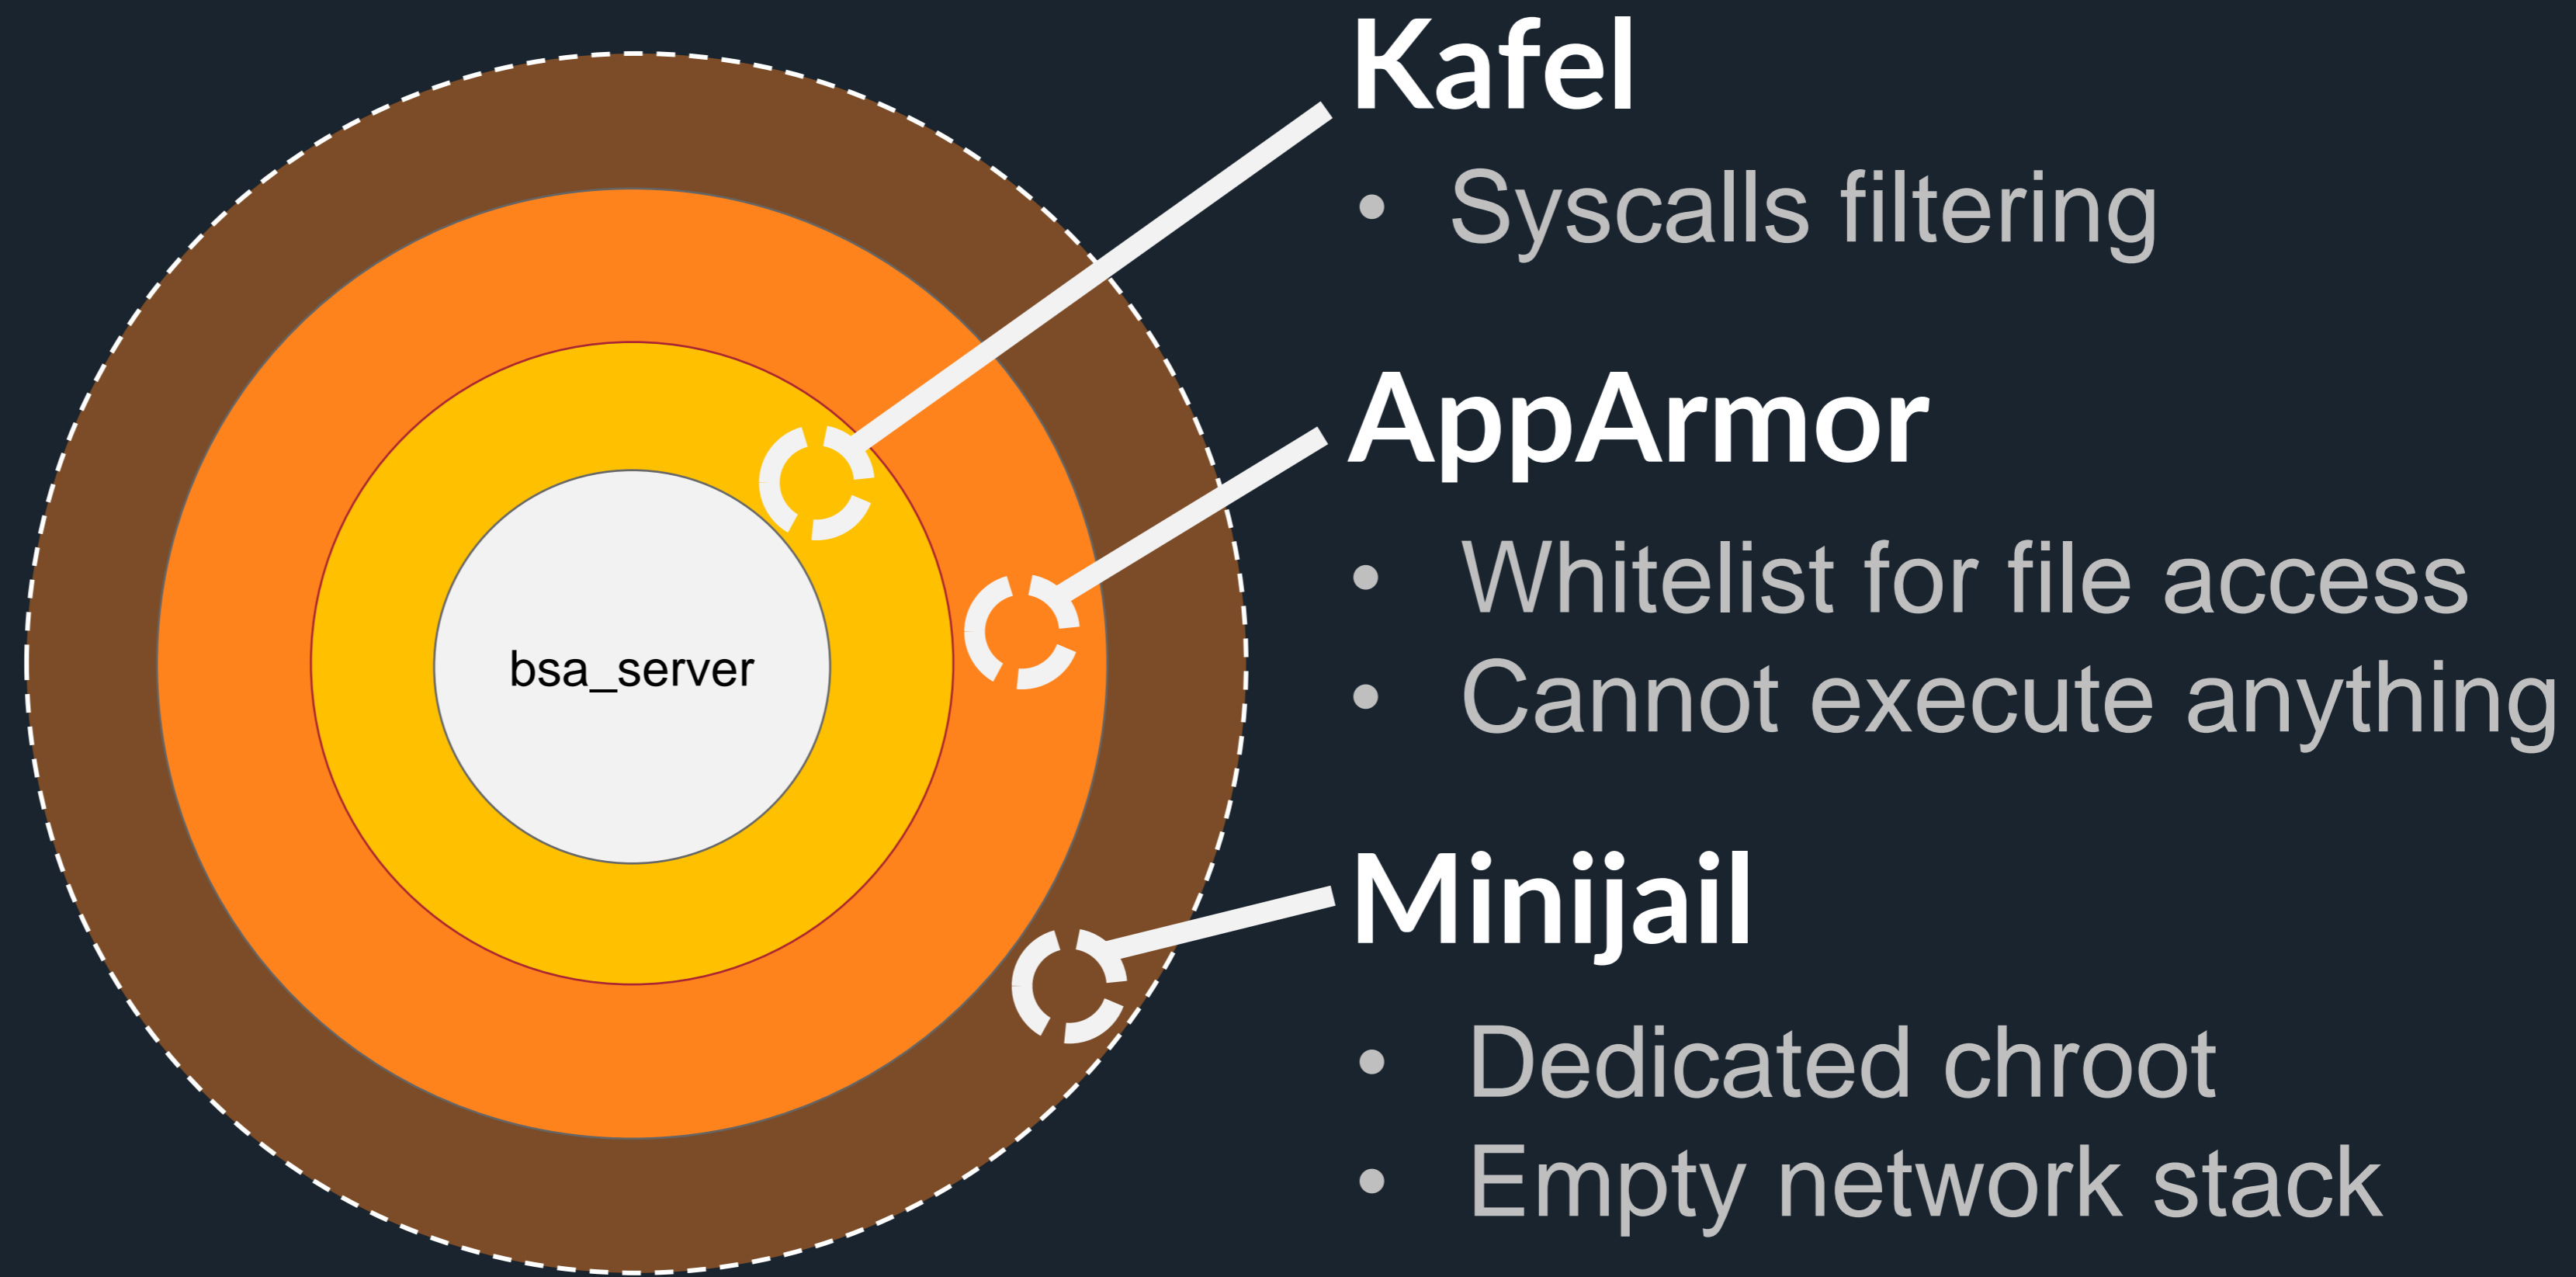 Kafel
• Syscalls filtering
AppArmor
• Whitelist for file access
• Cannot execute anything
bsa_server
Minijail
• Dedicated chroot
• Empty network stack